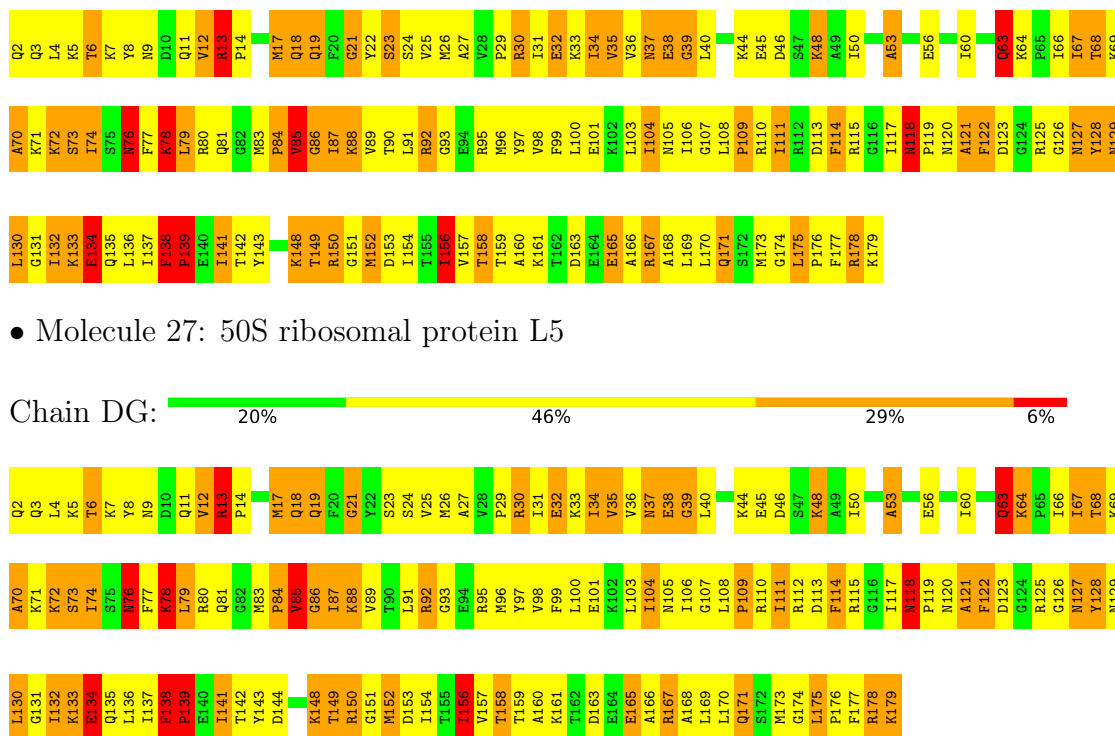 Q2 Q3 L4 K5 T6 K7 Y8 N9 D10 Q11 V12 R13 P14 M17 Q18 Q19 F20 G21 Y22 S23 S24 V25 M26 A27 V28 P29 R30 I31 E32 K33 I34 V35 V36 N37 E38 G39 L40 K44 E45 D46 S47 K48 A49 I50 A53 E56 I60 Q63 K64 P65 I66 I67 T68 K69
A70 K71 K72 S73 I74 S75 N76 F77 K78 L79 R80 Q81 G82 M83 P84 V85 G86 I87 K88 V89 T90 L91 R92 G93 E94 R95 M96 Y97 V98 F99 L100 E101 K102 L103 I104 N105 I106 G107 L108 P109 R110 I111 R112 D113 F114 R115 G116 I117 N118 P119 N120 A121 F122 D123 G124 R125 G126 N127 Y128 N129
L130 G131 I132 K133 E134 Q135 L136 I137 F138 P139 E140 I141 T142 Y143 K148 T149 R150 G151 M152 D153 I154 T155 I156 V157 T158 T159 A160 K161 T162 D163 E164 E165 A166 R167 A168 L169 L170 Q171 S172 M173 G174 L175 P176 F177 R178 K179
• Molecule 27: 50S ribosomal protein L5
Chain DG: 20% 46% 29% 6%
Q2 Q3 L4 K5 T6 K7 Y8 N9 D10 Q11 V12 R13 P14 M17 Q18 Q19 F20 G21 Y22 S23 S24 V25 M26 A27 V28 P29 R30 I31 E32 K33 I34 V35 V36 N37 E38 G39 L40 K44 E45 D46 S47 K48 A49 I50 A53 E56 I60 Q63 K64 P65 I66 I67 T68 K69
A70 K71 K72 S73 I74 S75 N76 F77 K78 L79 R80 Q81 G82 M83 P84 V85 G86 I87 K88 V89 T90 L91 R92 G93 E94 R95 M96 Y97 V98 F99 L100 E101 K102 L103 I104 N105 I106 G107 L108 P109 R110 I111 R112 D113 F114 R115 G116 I117 N118 P119 N120 A121 F122 D123 G124 R125 G126 N127 Y128 N129
L130 G131 I132 K133 E134 Q135 L136 I137 F138 P139 E140 I141 T142 Y143 D144 K148 T149 R150 G151 M152 D153 I154 T155 I156 V157 T158 T159 A160 K161 T162 D163 E164 E165 A166 R167 A168 L169 L170 Q171 S172 M173 G174 L175 P176 F177 R178 K179